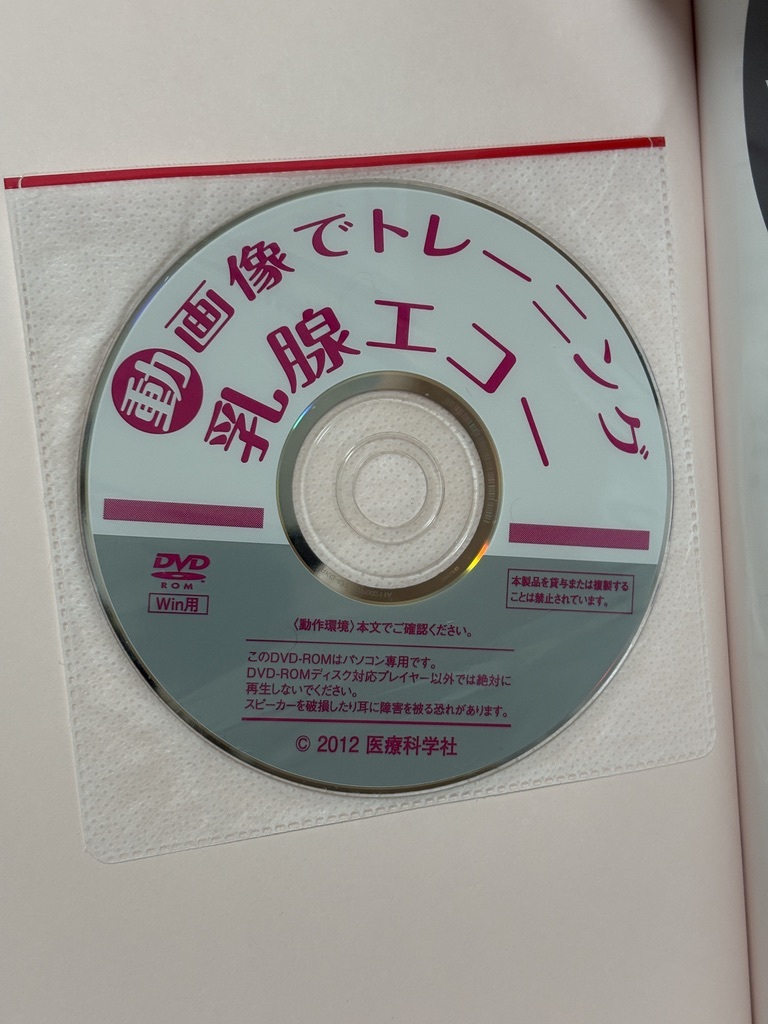 動画像でトレーニング
乳腺エコー
DVD
ROM
Win用
本製品を貸与または複製する
ことは禁止されています。
〈動作環境〉本文でご確認ください。
このDVD-ROMはパソコン専用です。
DVD-ROMディスク対応プレイヤー以外では絶対に
再生しないでください。
スピーカーを破損したり耳に障害を被る恐れがあります。
© 2012 医療科学社